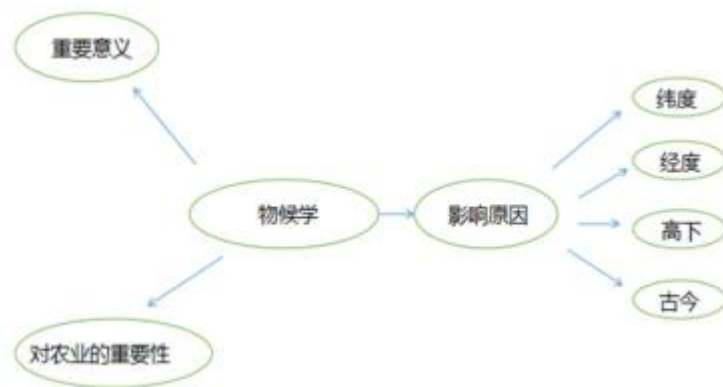 重要意义
纬度
经度
物候学
影响原因
高下
古今
对农业的重要性